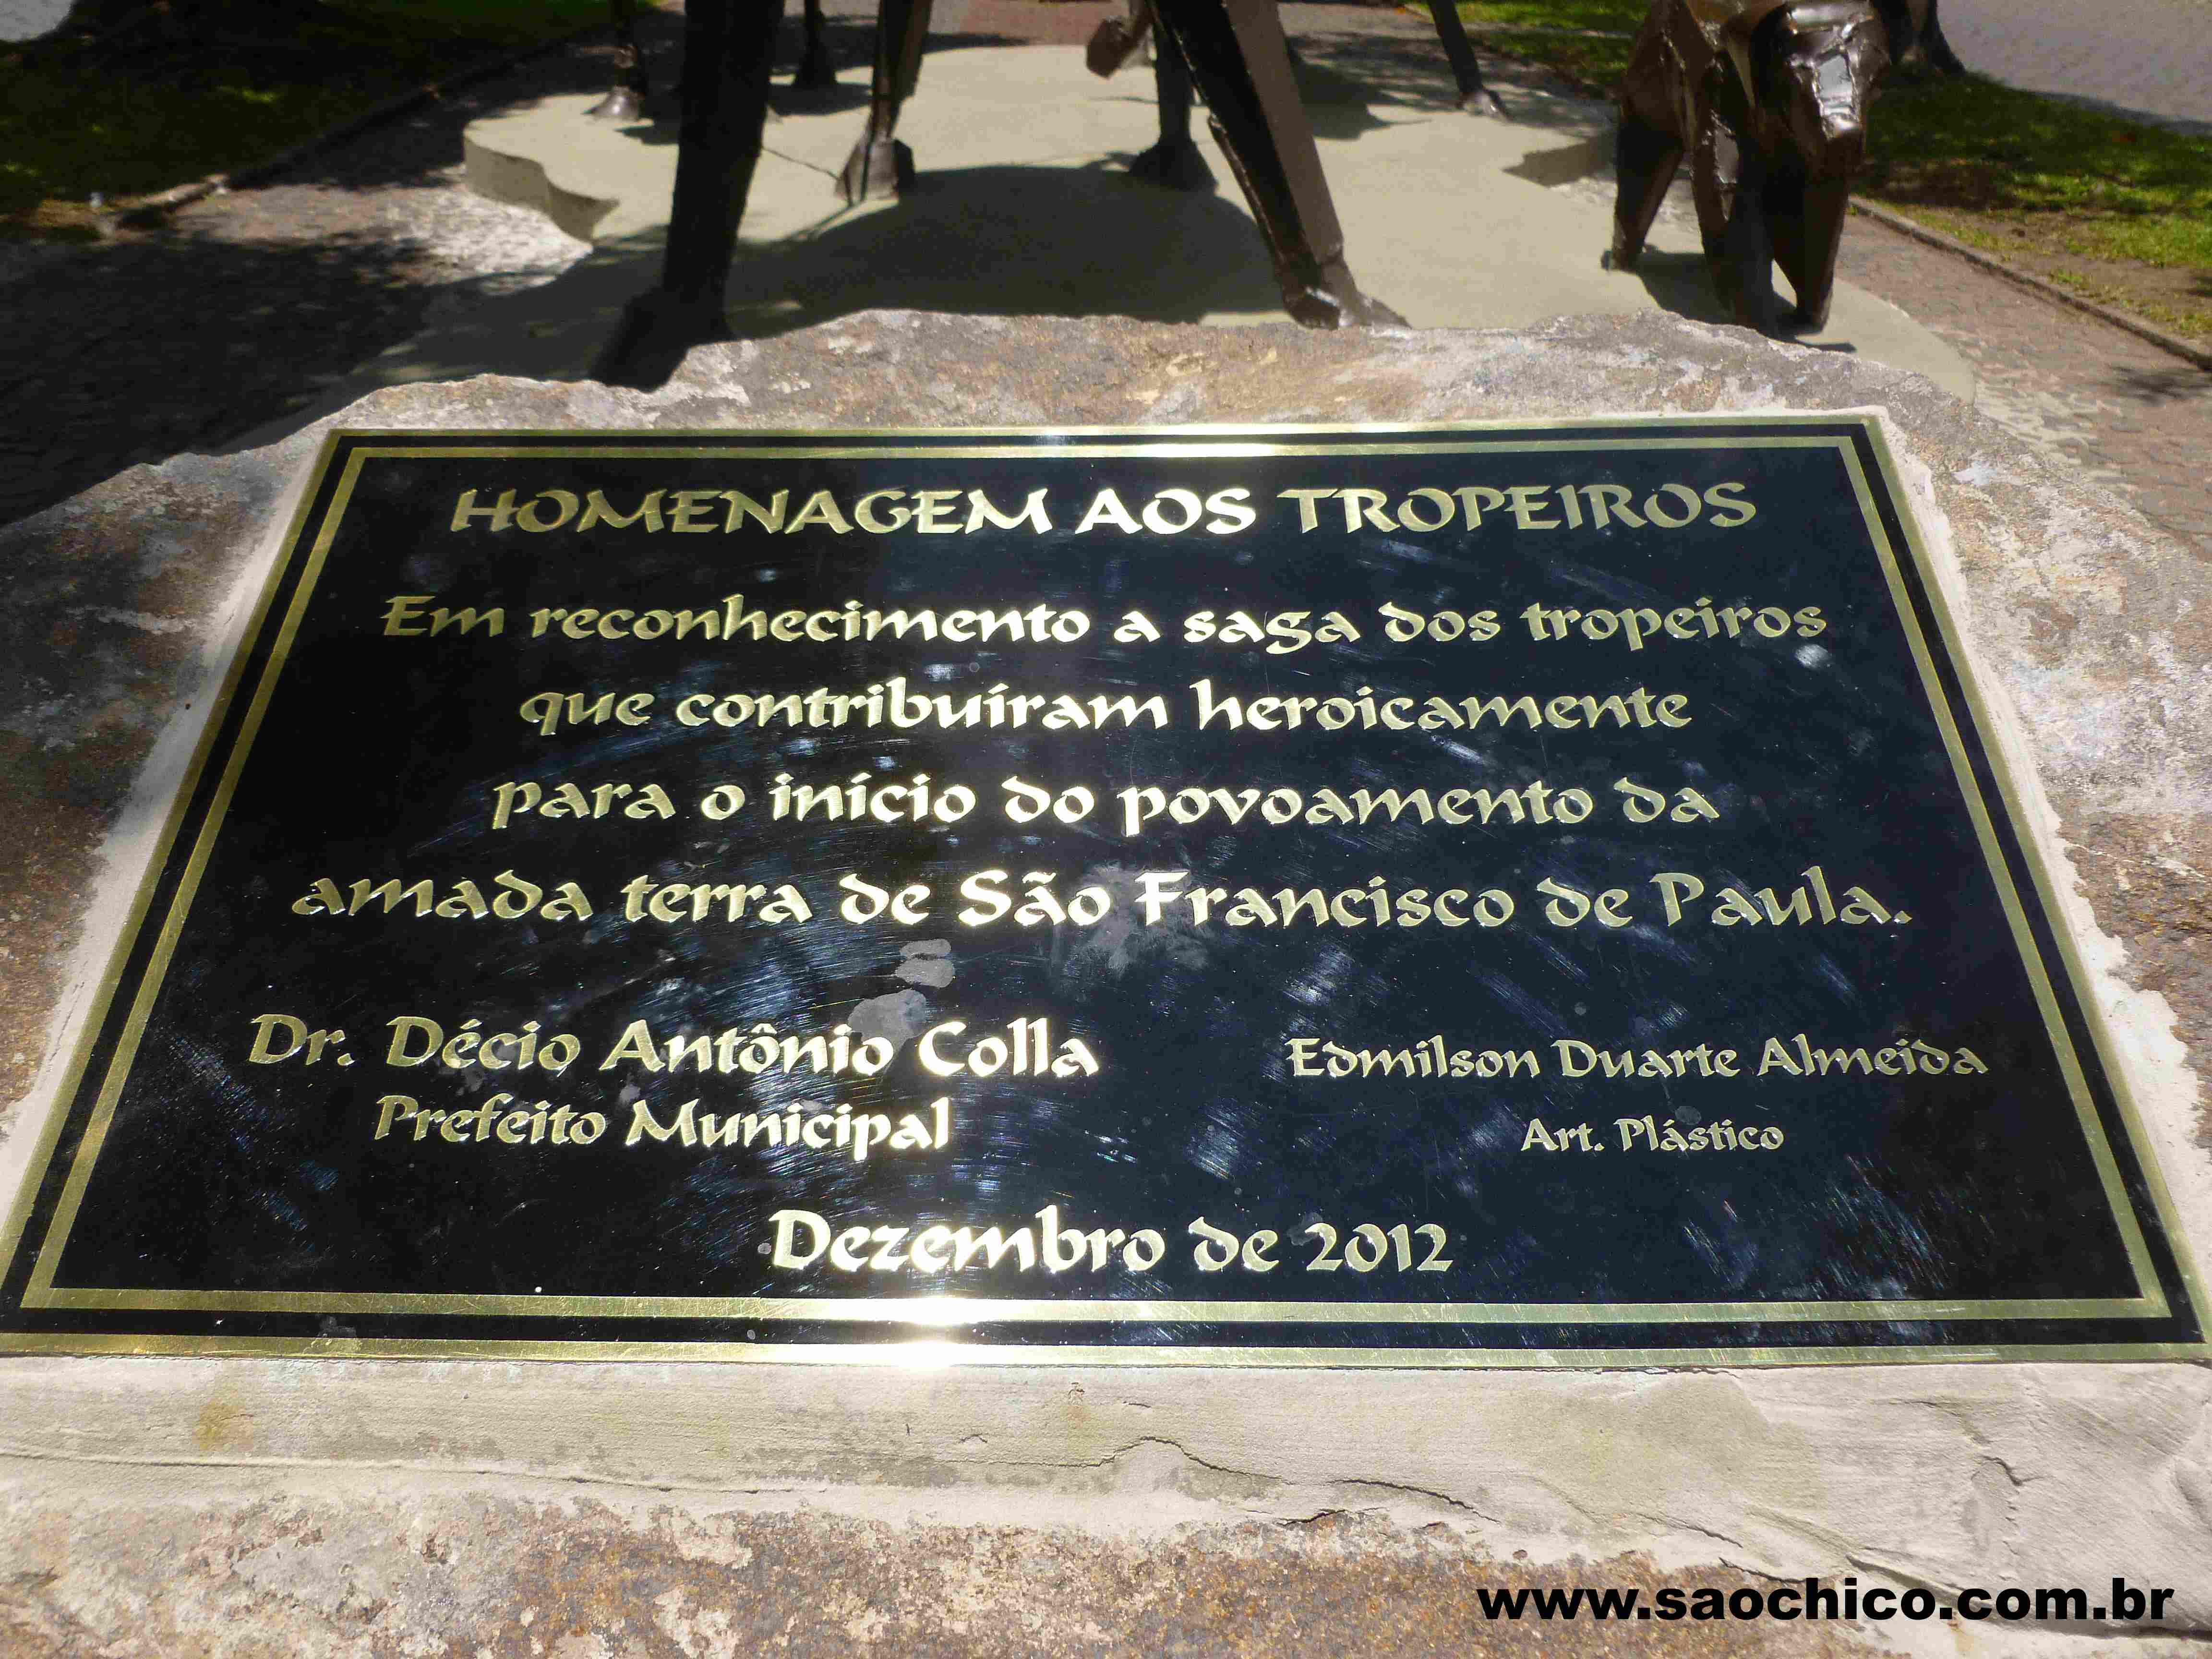 HOMENAGEM AOS TROPEIROS
Em reconhecimento a saga dos tropeiros
que contribuíram heroicamente
para o início do povoamento da
amada terra de São Francisco de Paula.
Dr. Décio Antônio Colla
Prefeito Municipal
Edmilson Duarte Almeida
Art. Plástico
Dezembro de 2012
www.saochico.com.br